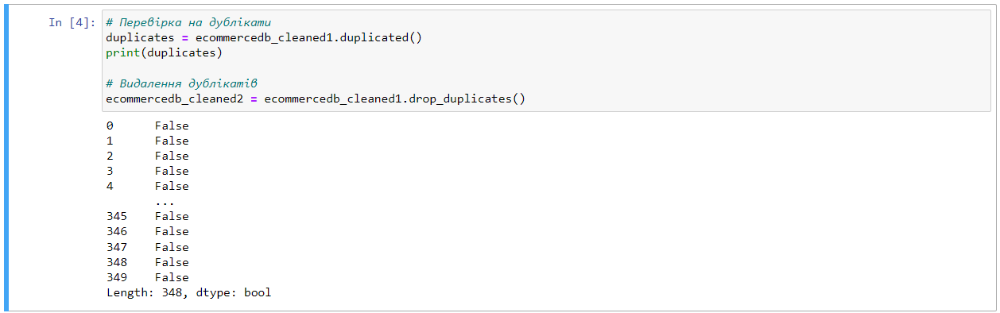 In [4]: # Перевірка на дублікати
duplicates = ecommercedb_cleaned1.duplicated()
print(duplicates)
# Видалення дублікатів
ecommercedb_cleaned2 = ecommercedb_cleaned1.drop_duplicates()
0 False
1 False
2 False
3 False
4 False
...
345 False
346 False
347 False
348 False
349 False
Length: 348, dtype: bool